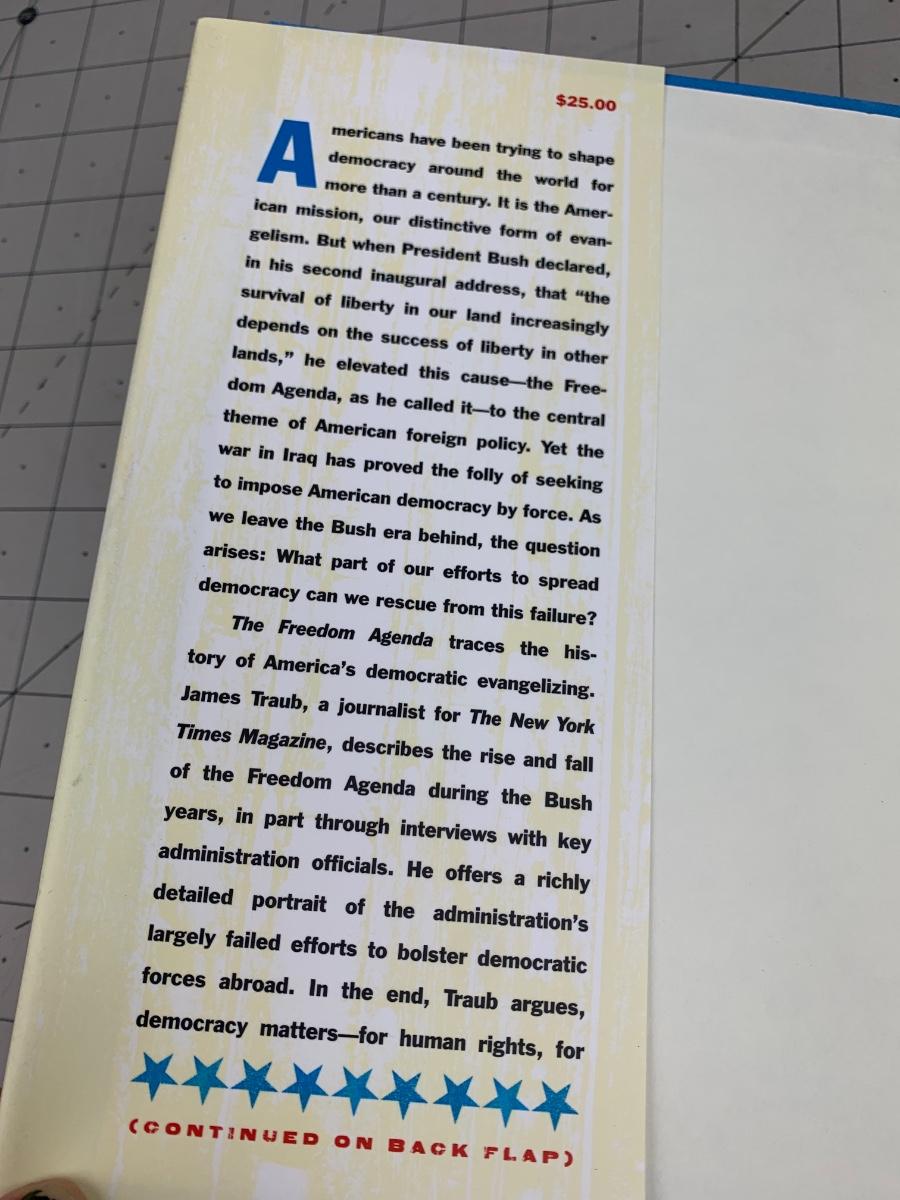 $25.00
Americans have been trying to shape
democracy around the world for
more than a century. It is the Amer-
ican mission, our distinctive form of evan-
gelism. But when President Bush declared,
in his second inaugural address, that “the
survival of liberty in our land increasingly
depends on the success of liberty in other
lands,” he elevated this cause—the Free-
dom Agenda, as he called it—to the central
theme of American foreign policy. Yet the
war in Iraq has proved the folly of seeking
to impose American democracy by force. As
we leave the Bush era behind, the question
arises: What part of our efforts to spread
democracy can we rescue from this failure?
The Freedom Agenda traces the his-
tory of America’s democratic evangelizing.
James Traub, a journalist for The New York
Times Magazine, describes the rise and fall
of the Freedom Agenda during the Bush
years, in part through interviews with key
administration officials. He offers a richly
detailed portrait of the administration’s
largely failed efforts to bolster democratic
forces abroad. In the end, Traub argues,
democracy matters—for human rights, for
(CONTINUED ON BACK FLAP)